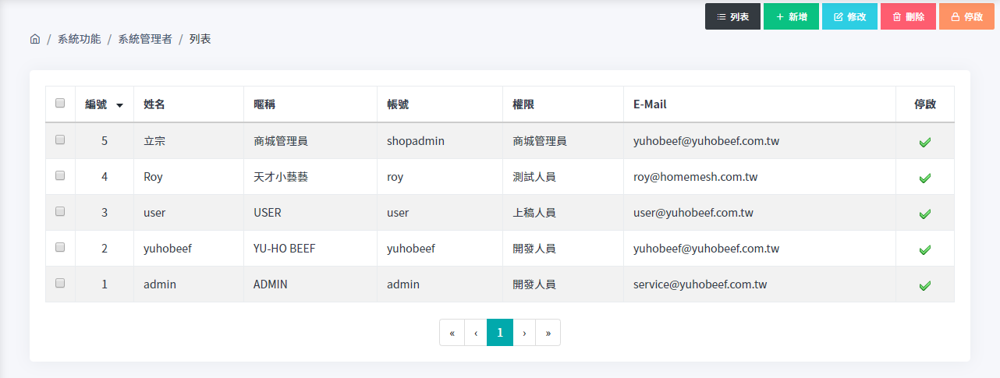 列表 新增 修改 刪除 停啟
/ 系統功能 / 系統管理者 / 列表
編號 姓名 暱稱 帳號 權限 E-Mail 停啟
5 立宗 商城管理員 shopadmin 商城管理員 yuhobeef@yuhobeef.com.tw
4 Roy 天才小藝藝 roy 測試人員 roy@homemesh.com.tw
3 user USER user 上稿人員 user@yuhobeef.com.tw
2 yuhobeef YU-HO BEEF yuhobeef 開發人員 yuhobeef@yuhobeef.com.tw
1 admin ADMIN admin 開發人員 service@yuhobeef.com.tw
« ‹ 1 › »